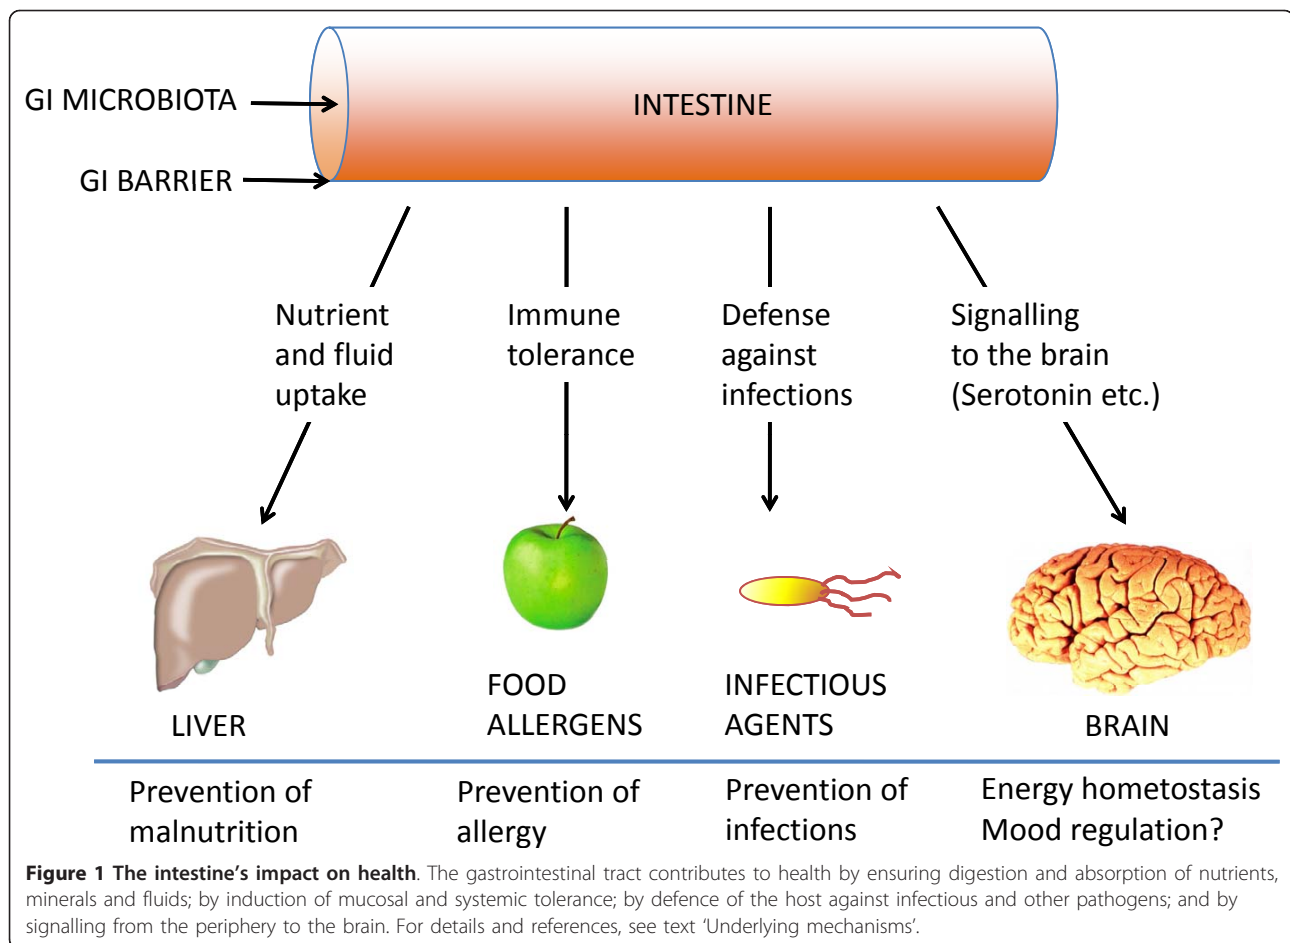 GI MICROBIOTA
INTESTINE
GI BARRIER
Nutrient
and fluid
uptake
Immune
tolerance
Defense
against
infections
Signalling
to the brain
(Serotonin etc.)
LIVER
FOOD
ALLERGENS
INFECTIOUS
AGENTS
BRAIN
Prevention of
malnutrition
Prevention of
allergy
Prevention of
infections
Energy hometostasis
Mood regulation?
Figure 1 The intestine's impact on health. The gastrointestinal tract contributes to health by ensuring digestion and absorption of nutrients,
minerals and fluids; by induction of mucosal and systemic tolerance; by defence of the host against infectious and other pathogens; and by
signalling from the periphery to the brain. For details and references, see text 'Underlying mechanisms'.